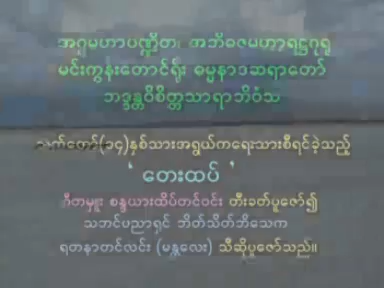 အဂ္ဂမဟာပဏ္ဍိတ၊ အဘိဓဇမဟာရဋ္ဌဂုရု
မင်းကွန်းတောင်ရိုး ဓမ္မနာဒဆရာတော်
ဘဒ္ဒန္တဝိစိတ္တသာရာဘိဝံသ
(၁၄)နှစ်သားအရွယ်ကရေးသားစီရင်ခဲ့သည့်
' တေးထပ် '
ဂီကမှူး စန္ဒယားထိပ်တင်ဝင်း တီးခတ်ပူဇော်၍
သဘင်ပညာရှင် ဘိတ်သိတ်ဘိသေက
ရတနာတင်လင်း (မန္တလေး) သီဆိုပူဇော်သည်။